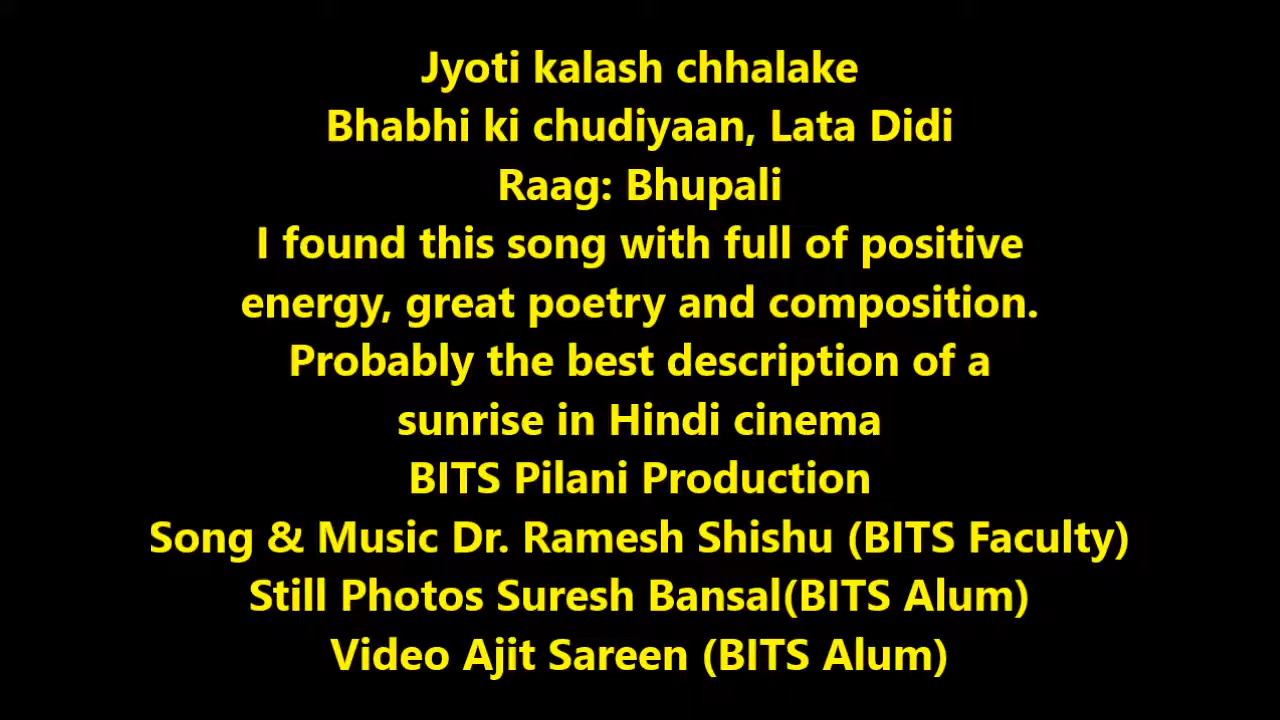 Jyoti kalash chhalake
Bhabhi ki chudiyaan, Lata Didi
Raag: Bhupali
I found this song with full of positive
energy, great poetry and composition.
Probably the best description of a
sunrise in Hindi cinema
BITS Pilani Production
Song & Music Dr. Ramesh Shishu (BITS Faculty)
Still Photos Suresh Bansal(BITS Alum)
Video Ajit Sareen (BITS Alum)